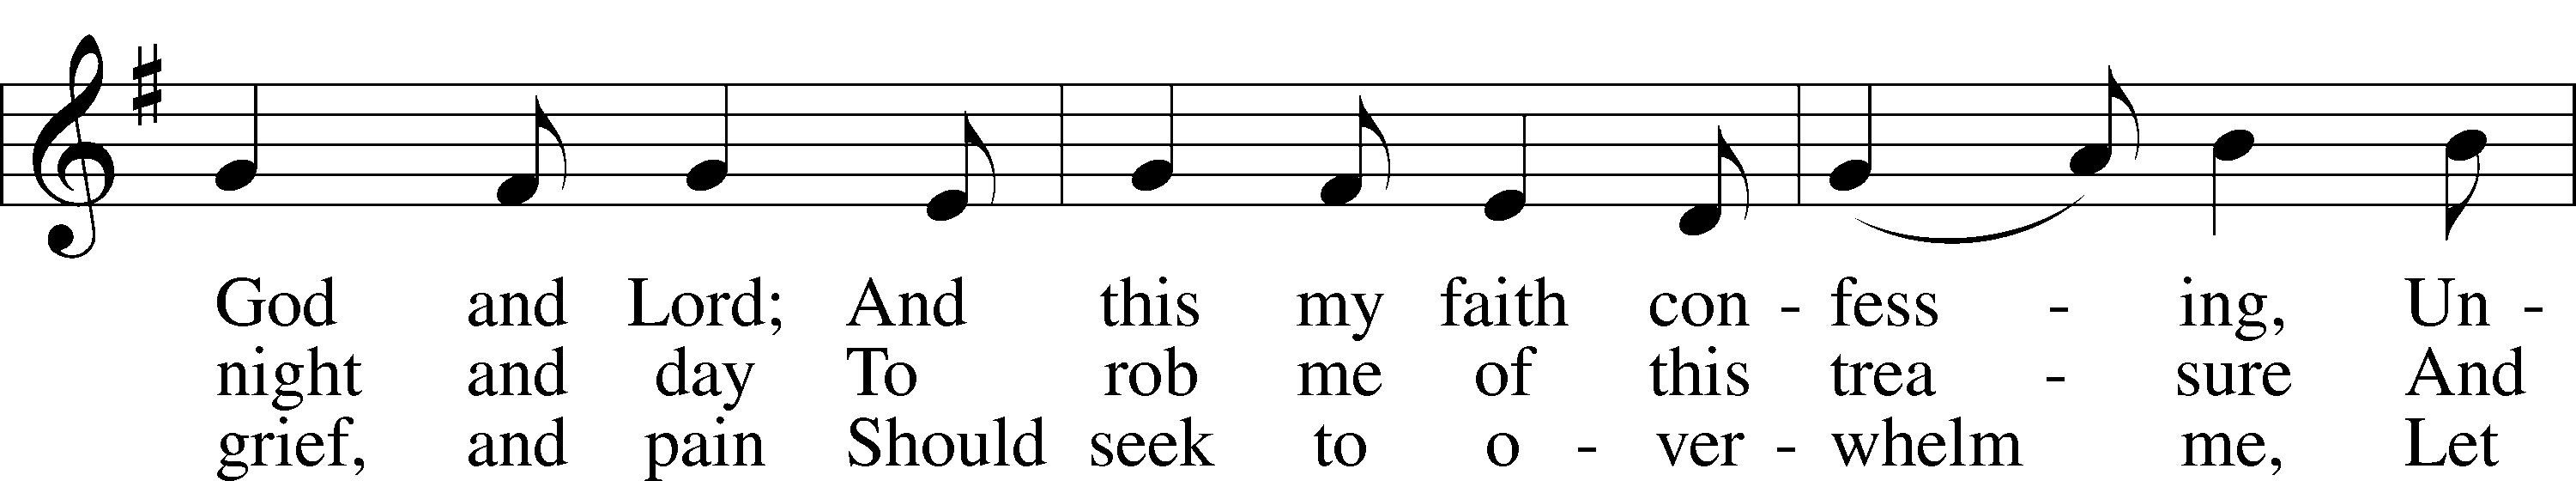 God and Lord; And this my faith con - fess - ing, Un -
night and day To rob me of this trea - sure And
grief, and pain Should seek to o - ver - whelm me, Let